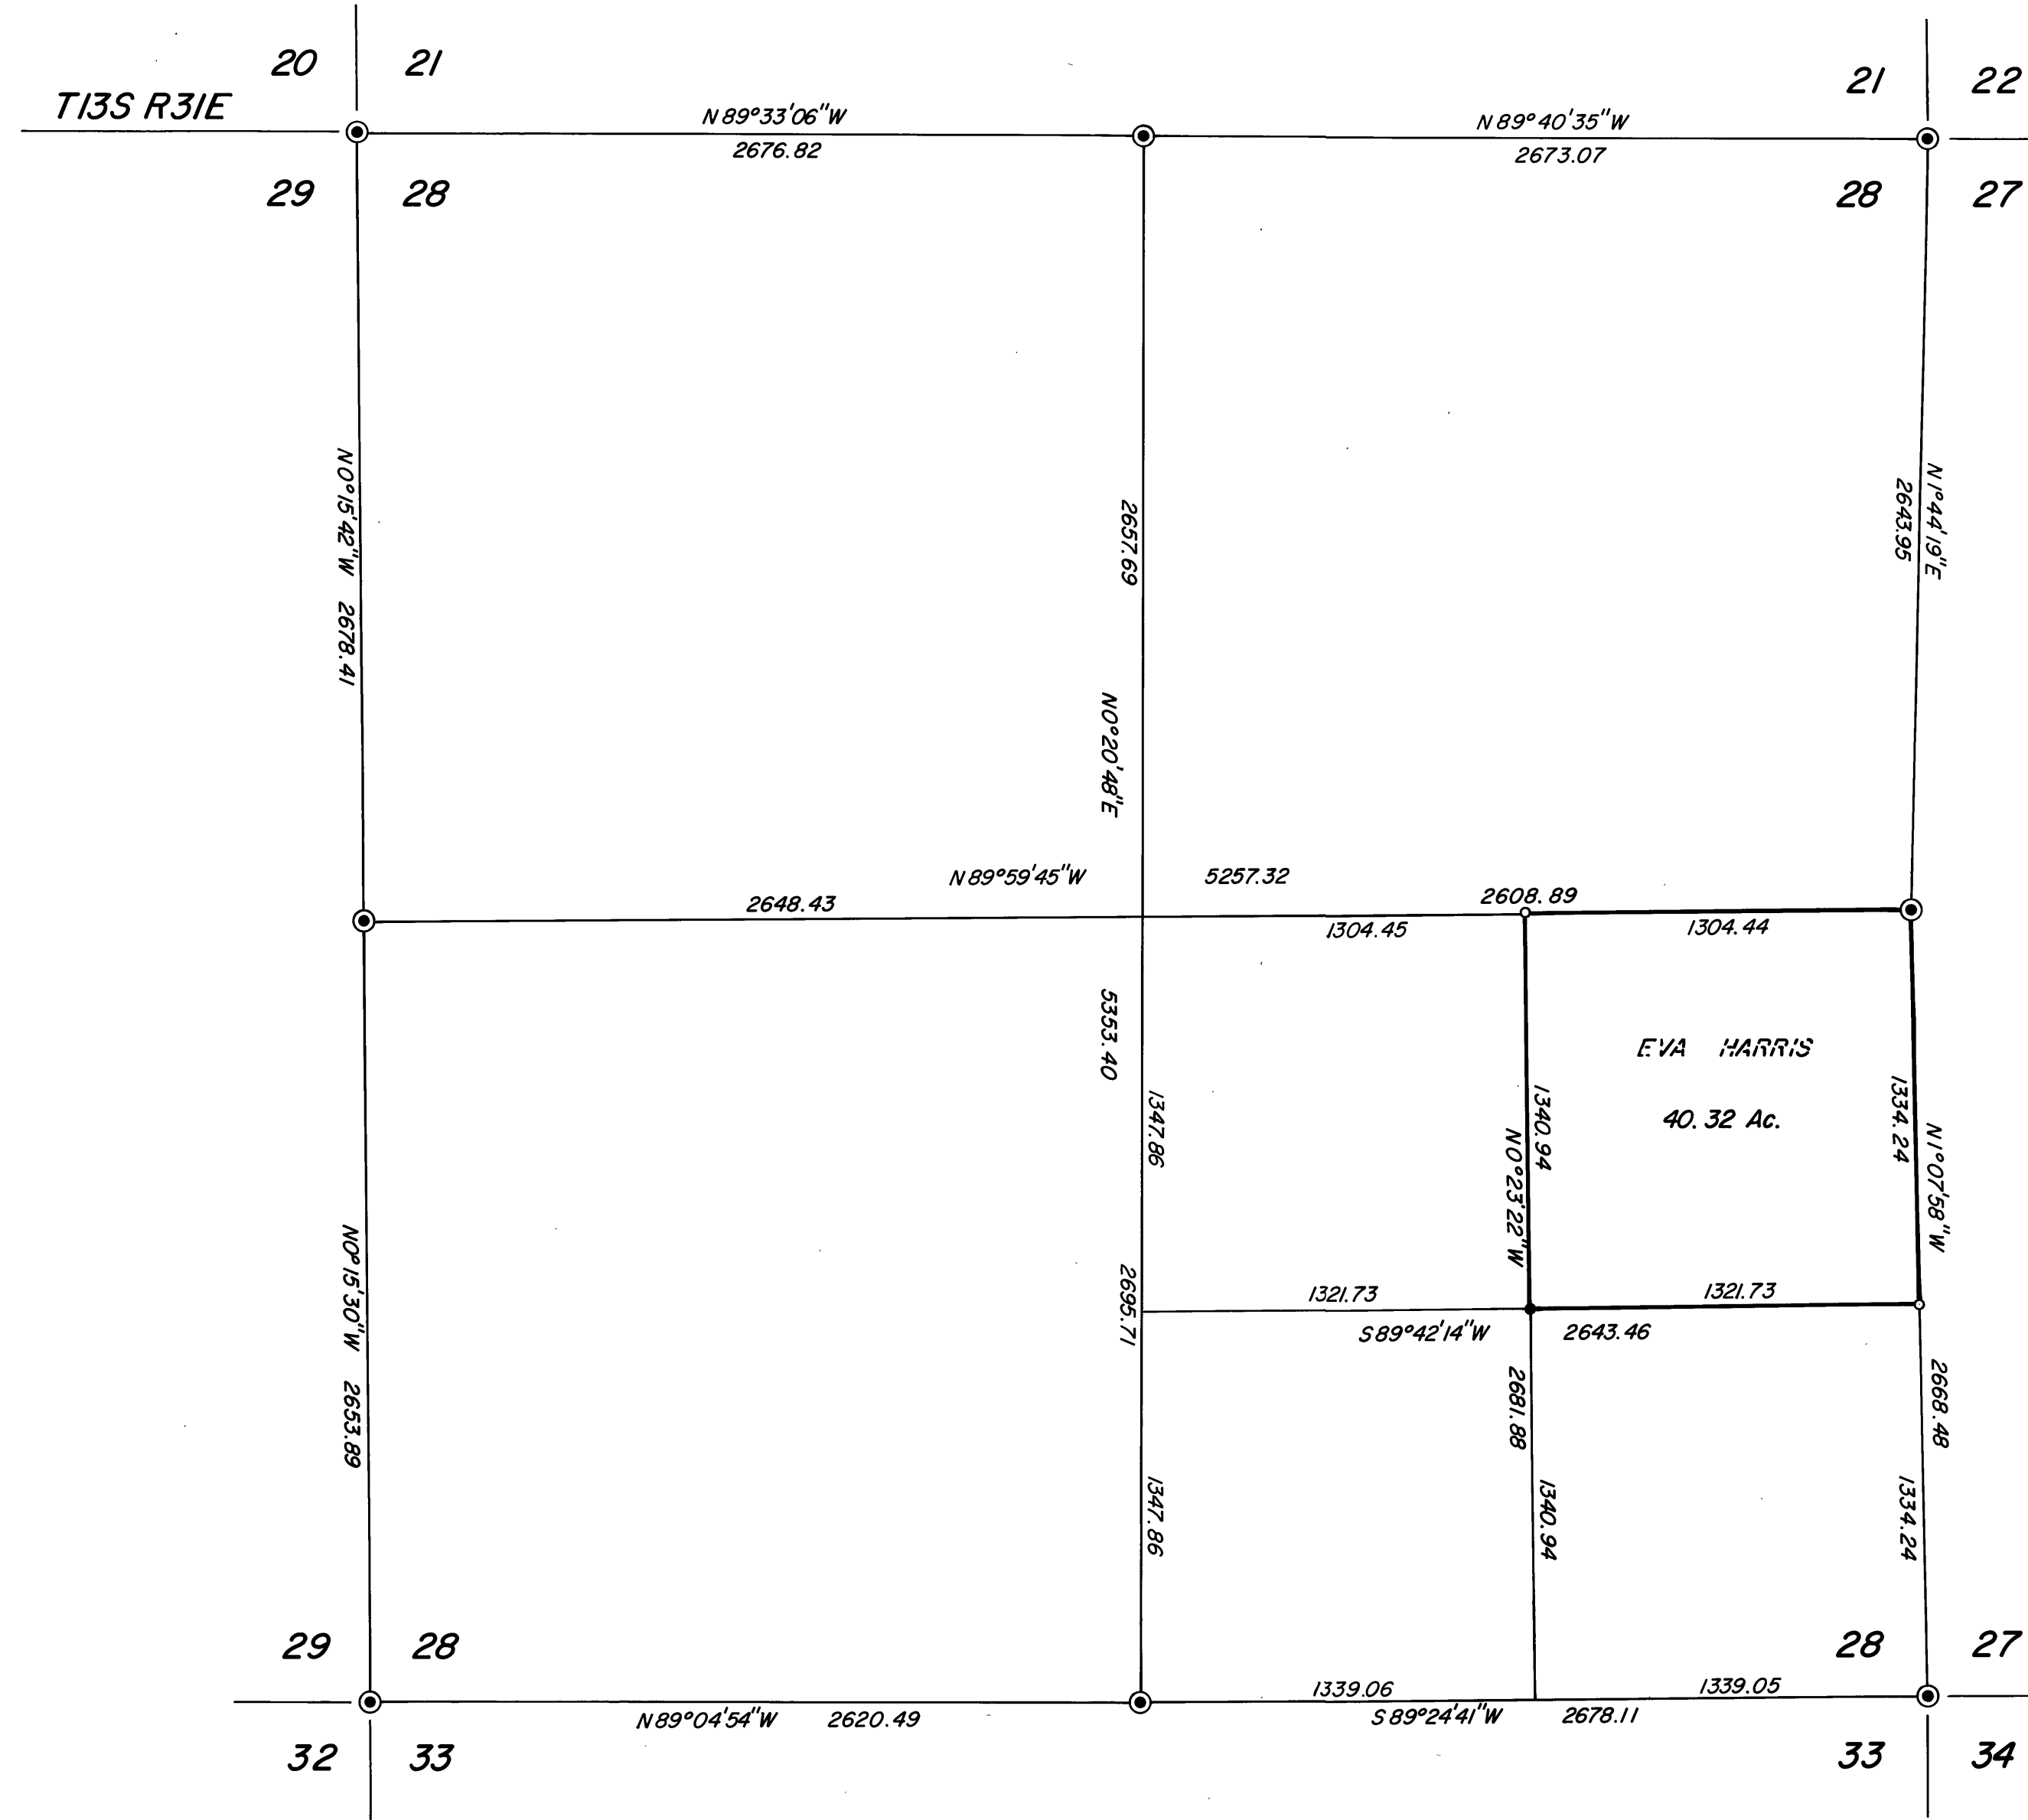 20 21
21 22
T13S R31E
N 89°33'06"W
2676.82
N 89°40'35"W
2673.07
29 28
28 27
N 0°15'42"W 2678.41
2657.69
N 1°44'19"E
2643.95
N0°20'48"E
N 89°59'45"W 5257.32
2648.43
2608.89
1304.45
1304.44
5353.40
EVA HARRIS
40.32 Ac.
1347.86
1340.94
N0°23'22"W
1334.24
N 1°07'58"W
N0°15'30"W 2653.89
2695.71
1321.73
1321.73
S 89°42'14"W 2643.46
2681.88
2668.48
1347.86
1340.94
1334.24
29 28
28 27
1339.06
1339.05
N 89°04'54"W 2620.49
S 89°24'41"W 2678.11
32 33
33 34